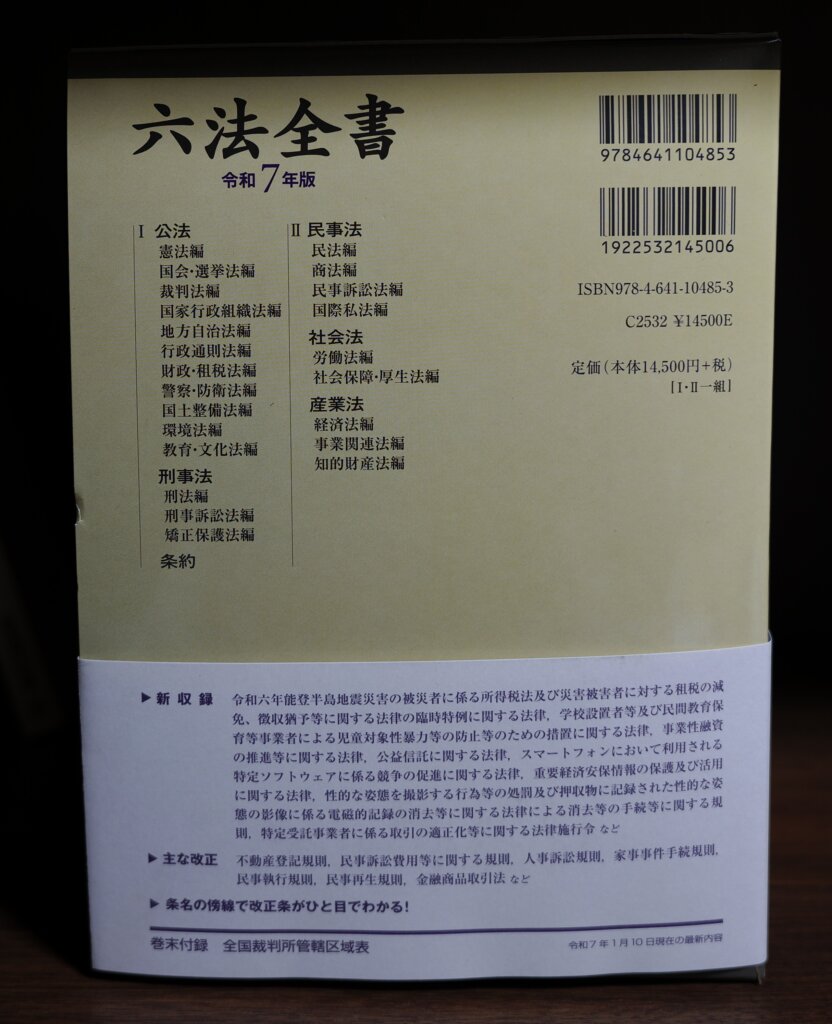 六法全書
令和7年版
9784641104853
1922532145006
ISBN978-4-641-10485-3
C2532 ¥14500E
定価(本体14,500円+税)
[Ⅰ・Ⅱ一組]
Ⅰ 公法
憲法編
国会・選挙法編
裁判法編
国家行政組織法編
地方自治法編
行政通則法編
財政・租税法編
警察・防衛法編
国土整備法編
環境法編
教育・文化法編
刑事法
刑法編
刑事訴訟法編
矯正保護法編
条約
Ⅱ 民事法
民法編
商法編
民事訴訟法編
国際私法編
社会法
労働法編
社会保障・厚生法編
産業法
経済法編
事業関連法編
知的財産法編
▶新収録 令和六年能登半島地震災害の被災者に係る所得税法及び災害被害者に対する租税の減
免、徴収猶予等に関する法律の臨時特例に関する法律，学校設置者等及び民間教育保
育等事業者による児童対象性暴力等の防止等のための措置に関する法律，事業性融資
の推進等に関する法律，公益信託に関する法律，スマートフォンにおいて利用される
特定ソフトウェアに係る競争の促進に関する法律，重要経済安保情報の保護及び活用
に関する法律，性的な姿態を撮影する行為等の処罰及び押収物に記録された性的な姿
態の影像に係る電磁的記録の消去等に関する法律による消去等の手続等に関する規
則，特定受託事業者に係る取引の適正化等に関する法律施行令 など
▶主な改正 不動産登記規則，民事訴訟費用等に関する規則，人事訴訟規則，家事事件手続規則，
民事執行規則，民事再生規則，金融商品取引法 など
▶条名の傍線で改正条がひと目でわかる!
巻末付録 全国裁判所管轄区域表
令和7年1月10日現在の最新内容